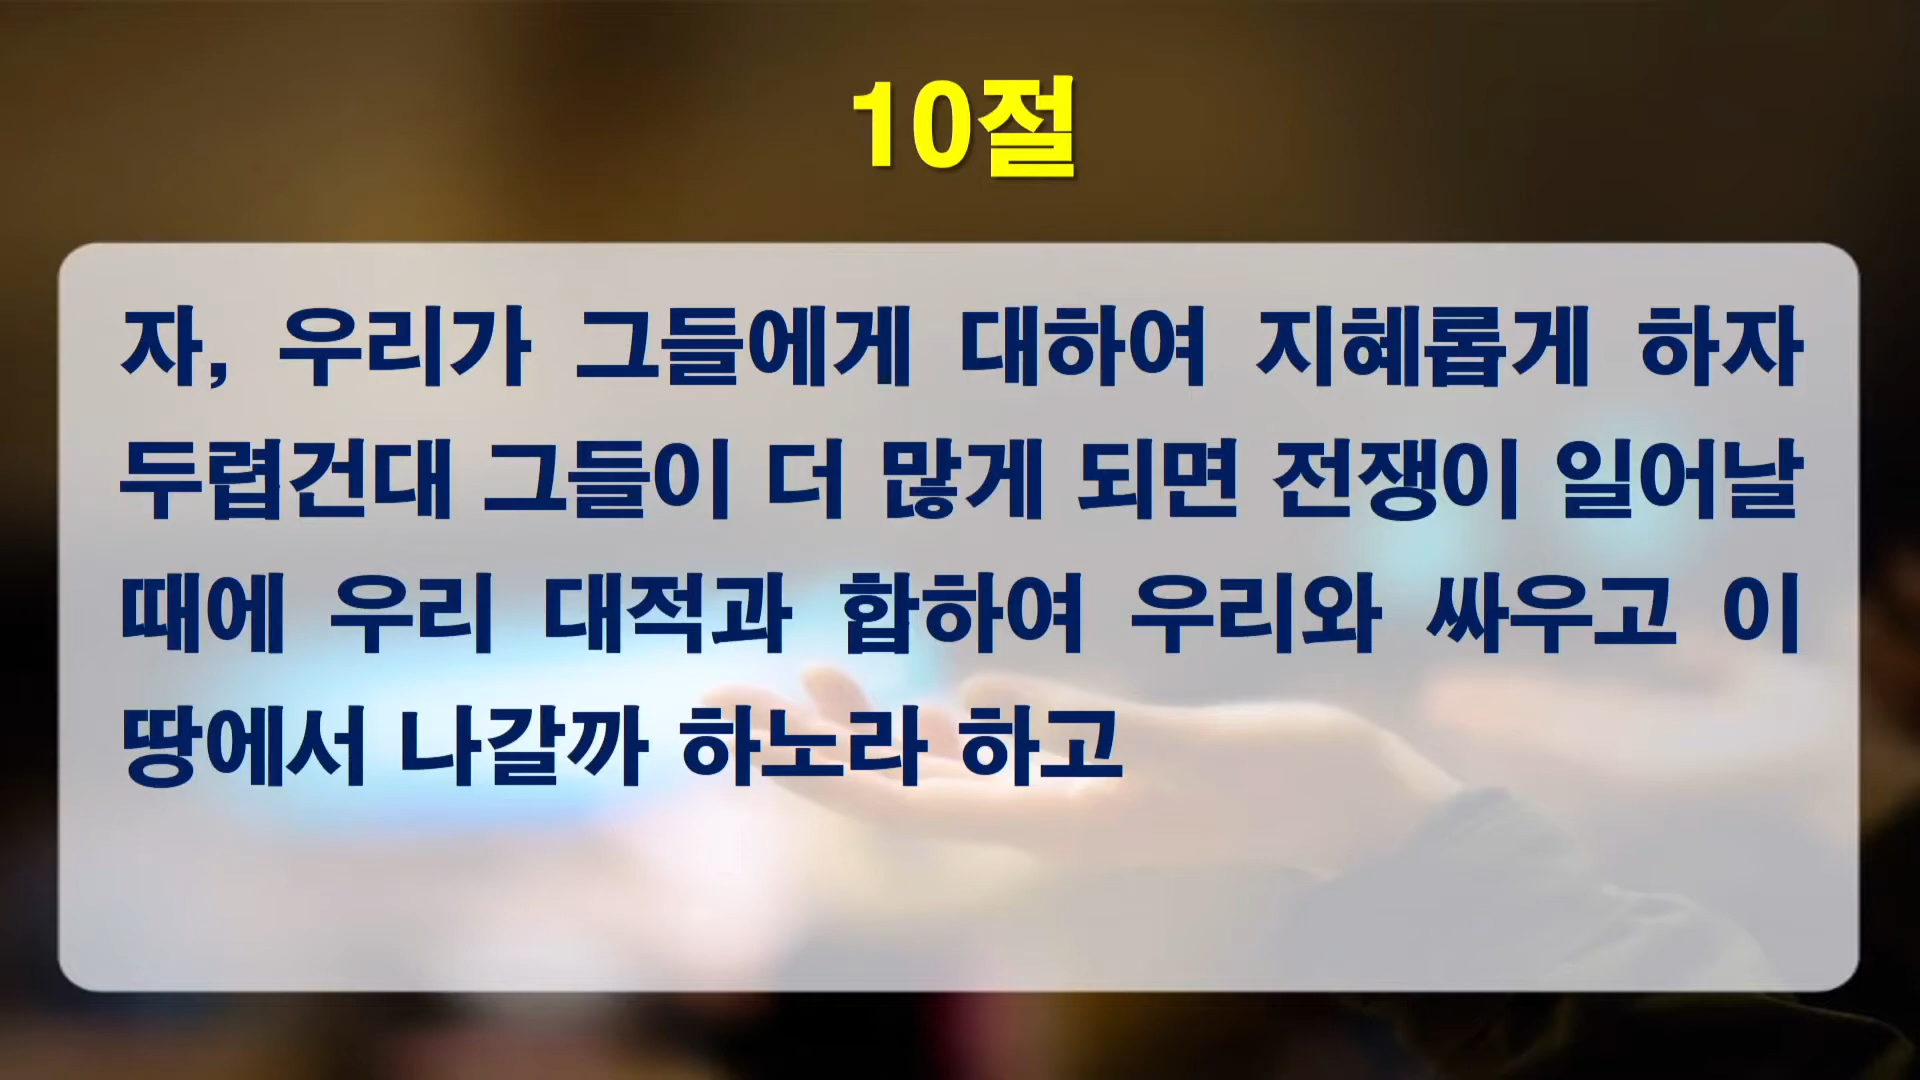 10절
자, 우리가 그들에게 대하여 지혜롭게 하자
두렵건대 그들이 더 많게 되면 전쟁이 일어날
때에 우리 대적과 합하여 우리와 싸우고 이
땅에서 나갈까 하노라 하고